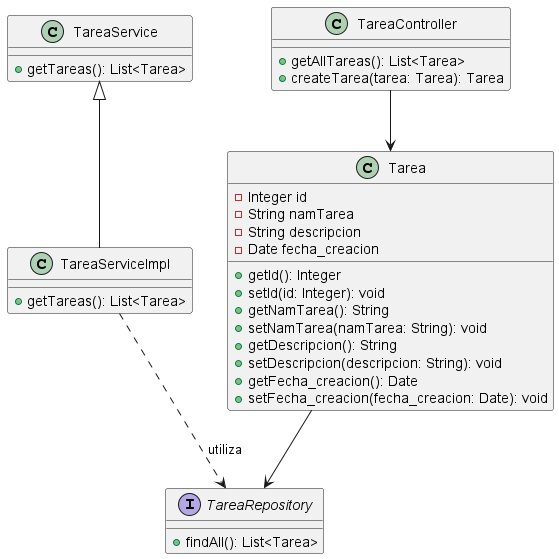 C TareaService
getTareas(): List<Tarea>
C TareaController
getAllTareas(): List<Tarea>
createTarea(tarea: Tarea): Tarea
C Tarea
Integer id
String namTarea
String descripcion
Date fecha_creacion
getId(): Integer
setId(id: Integer): void
getNamTarea(): String
setNamTarea(namTarea: String): void
getDescripcion(): String
setDescripcion(descripcion: String): void
getFecha_creacion(): Date
setFecha_creacion(fecha_creacion: Date): void
C TareaServiceImpl
getTareas(): List<Tarea>
utiliza
I TareaRepository
findAll(): List<Tarea>